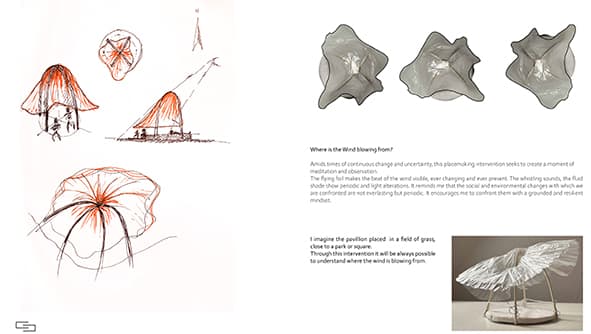 N
Where is the Wind blowing from?
Amids times of continuous change and uncertainty, this placemaking intervention seeks to create a moment of
meditation and observation.
The flying foil makes the beat of the wind visible, ever changing and ever present. The whistling sounds, the fluid
shade show periodic and light alterations. It reminds me that the social and environmental changes with which we
are confronted are not everlasting but periodic. It encourages me to confront them with a grounded and resilient
mindset.
I imagine the pavillion placed in a field of grass,
close to a park or square.
Through this intervention it will be always possible
to understand where the wind is blowing from.